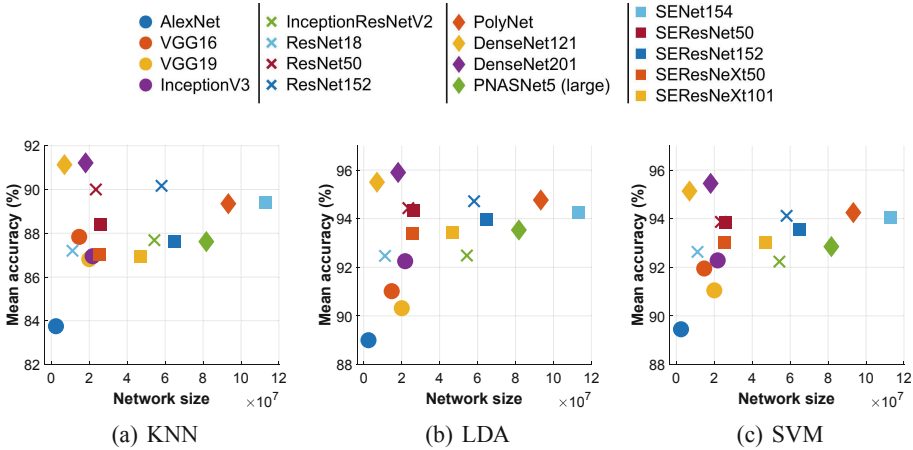 AlexNet
VGG16
VGG19
InceptionV3
InceptionResNetV2
ResNet18
ResNet50
ResNet152
PolyNet
DenseNet121
DenseNet201
PNASNet5 (large)
SENet154
SEResNet50
SEResNet152
SEResNeXt50
SEResNeXt101
Mean accuracy (%)
92
90
88
86
84
82
0 2 4 6 8 10 12
Network size ×10^7
(a) KNN
Mean accuracy (%)
96
94
92
90
88
0 2 4 6 8 10 12
Network size ×10^7
(b) LDA
Mean accuracy (%)
96
94
92
90
88
0 2 4 6 8 10 12
Network size ×10^7
(c) SVM